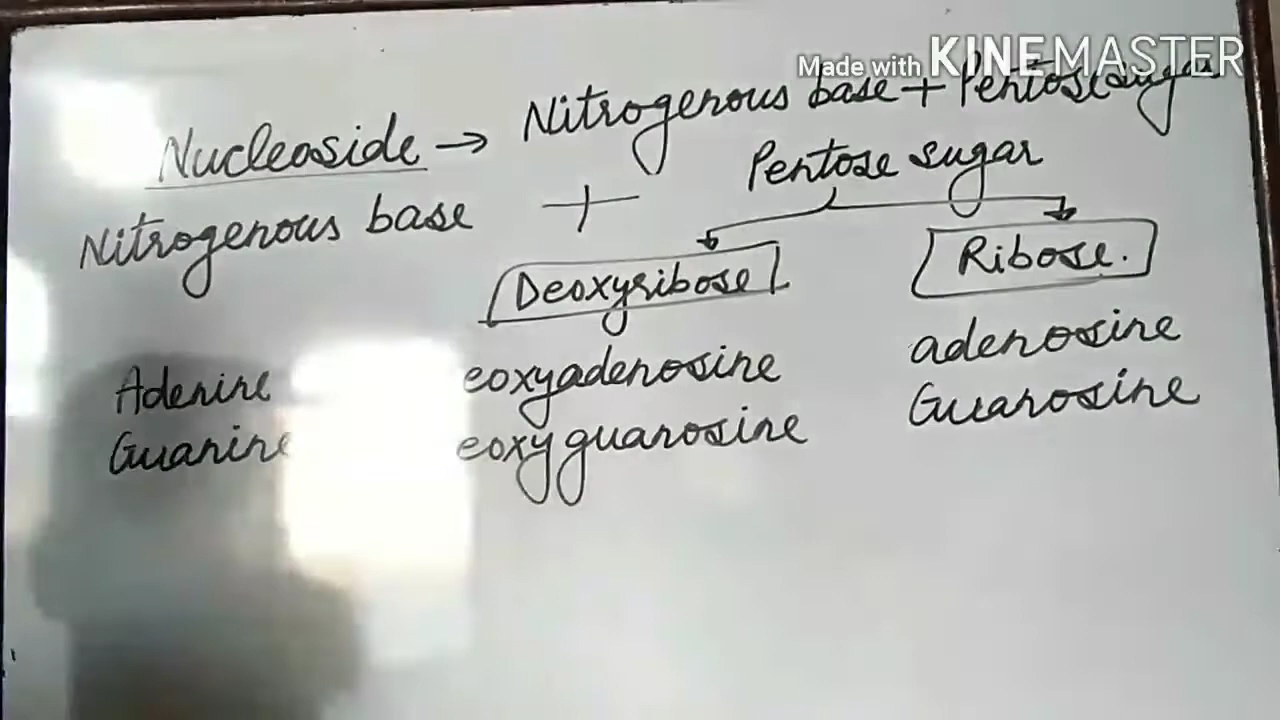 Made with KINEMASTER
Nucleoside → Nitrogenous base + Pentose sugar
Nitrogenous base + Pentose sugar
Deoxyribose Ribose.
Adenine eoxyadenosine adenosine
Guanine eoxyguanosine Guanosine